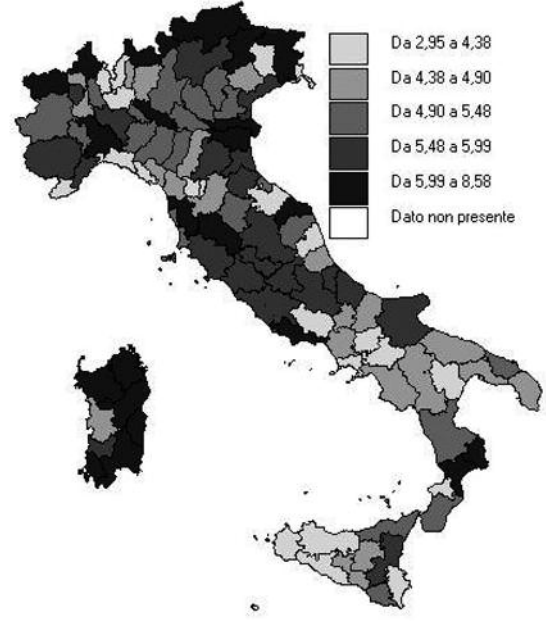 Da 2,95 a 4,38
Da 4,38 a 4,90
Da 4,90 a 5,48
Da 5,48 a 5,99
Da 5,99 a 8,58
Dato non presente